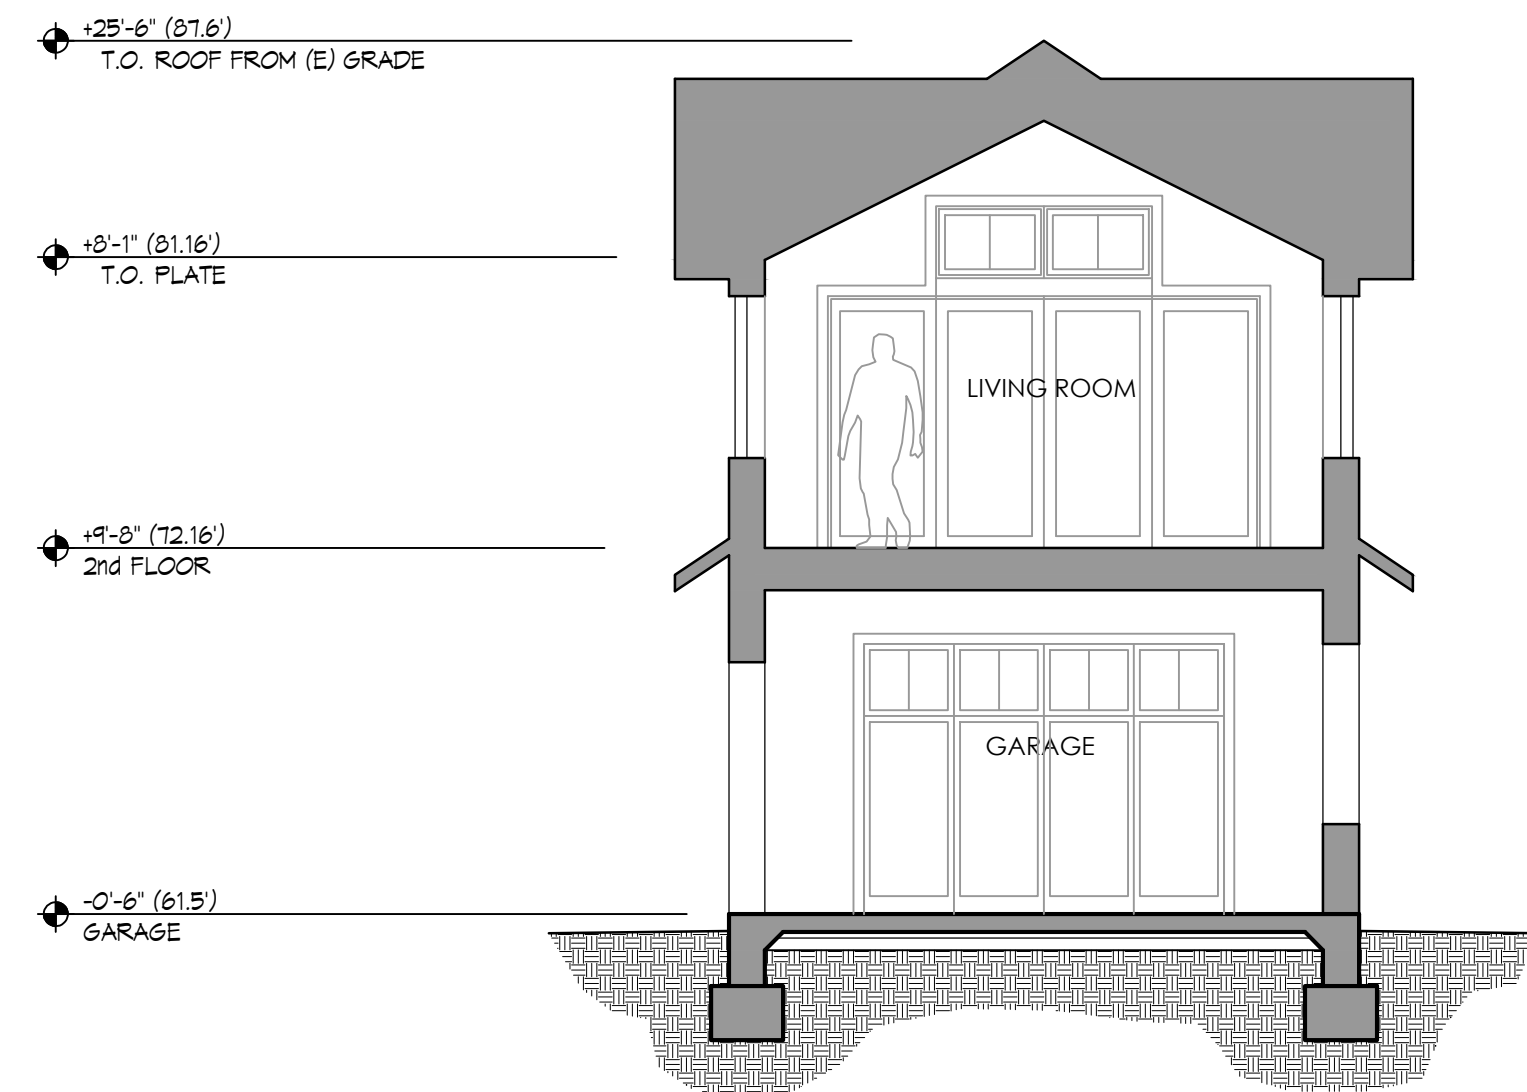 +25'-6" (87.6')
T.O. ROOF FROM (E) GRADE
+8'-1" (81.16')
T.O. PLATE
LIVING ROOM
+9'-8" (72.16')
2nd FLOOR
GARAGE
-0'-6" (61.5')
GARAGE